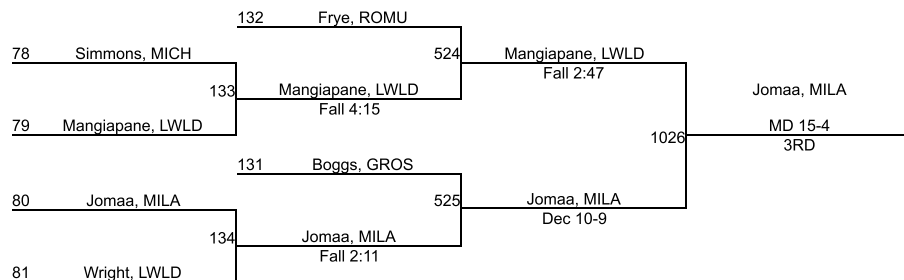 132 Frye, ROMU
78 Simmons, MICH 524 Mangiapane, LWLD
Fall 2:47
133 Mangiapane, LWLD Jomaa, MILA
Fall 4:15
79 Mangiapane, LWLD MD 15-4
1026
3RD
131 Boggs, GROS
80 Jomaa, MILA 525 Jomaa, MILA
Dec 10-9
134 Jomaa, MILA
Fall 2:11
81 Wright, LWLD